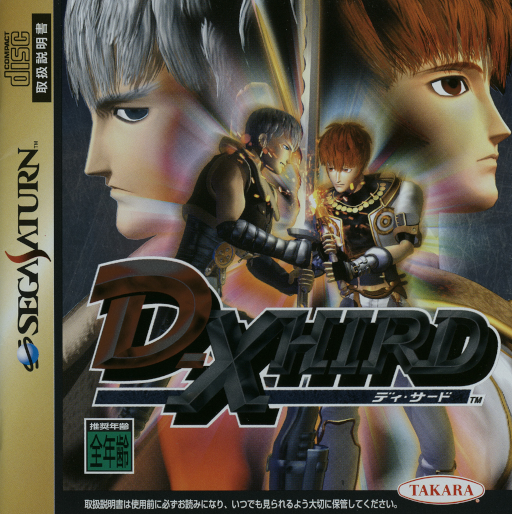 COMPACT
disc
取扱説明書
SEGA SATURN™
D-XHIRD
ディ・サード
TM
推奨年齢
全年齢
取扱説明書は使用前に必ずお読みになり、いつでも見られるよう大切に保管してください。
TAKARA